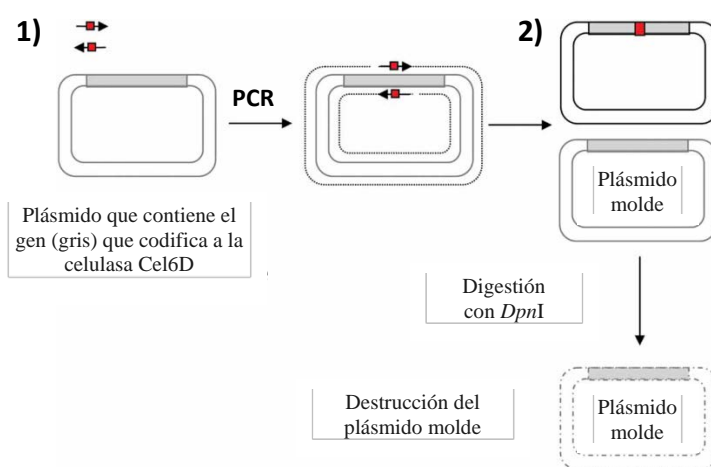 1)
2)
PCR
Plásmido
molde
Plásmido que contiene el
gen (gris) que codifica a la
celulasa Cel6D
Digestión
con DpnI
Destrucción del
plásmido molde
Plásmido
molde